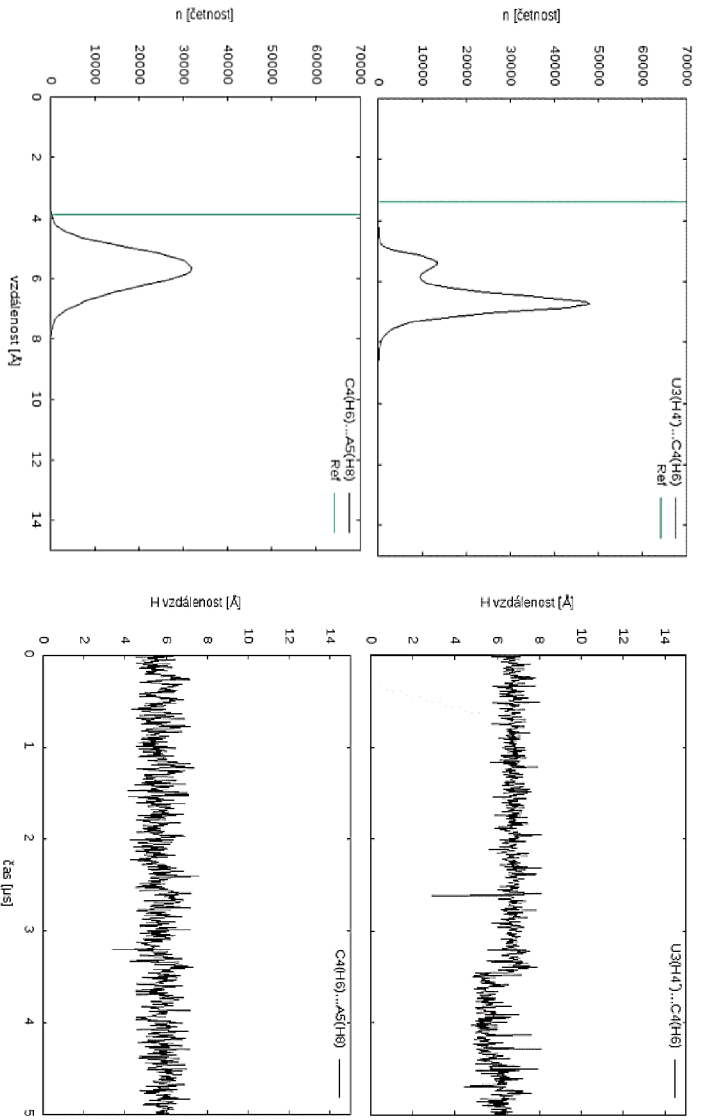 n [četnost]
70000
60000
50000
40000
30000
20000
10000
0
U3(H4')...C4(H6)
Ref
H vzdálenost [Å]
14
12
10
8
6
4
2
0
U3(H4')...C4(H6)
n [četnost]
70000
60000
50000
40000
30000
20000
10000
0
C4(H6)...A5(H8)
Ref
0 2 4 6 8 10 12 14
vzdálenost [Å]
H vzdálenost [Å]
14
12
10
8
6
4
2
0
C4(H6)...A5(H8)
0 1 2 3 4 5
čas [µs]